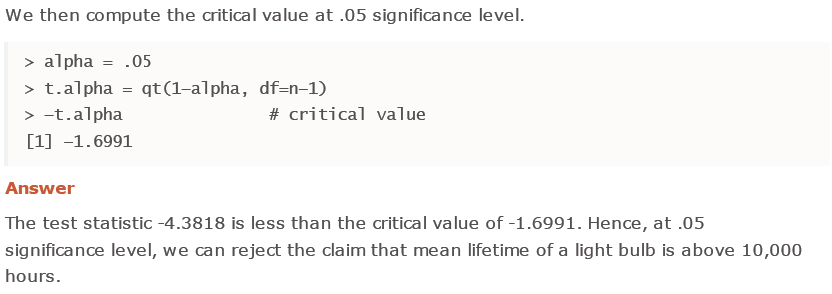 We then compute the critical value at .05 significance level.
> alpha = .05
> t.alpha = qt(1−alpha, df=n−1)
> −t.alpha # critical value
[1] −1.6991
Answer
The test statistic -4.3818 is less than the critical value of -1.6991. Hence, at .05
significance level, we can reject the claim that mean lifetime of a light bulb is above 10,000
hours.